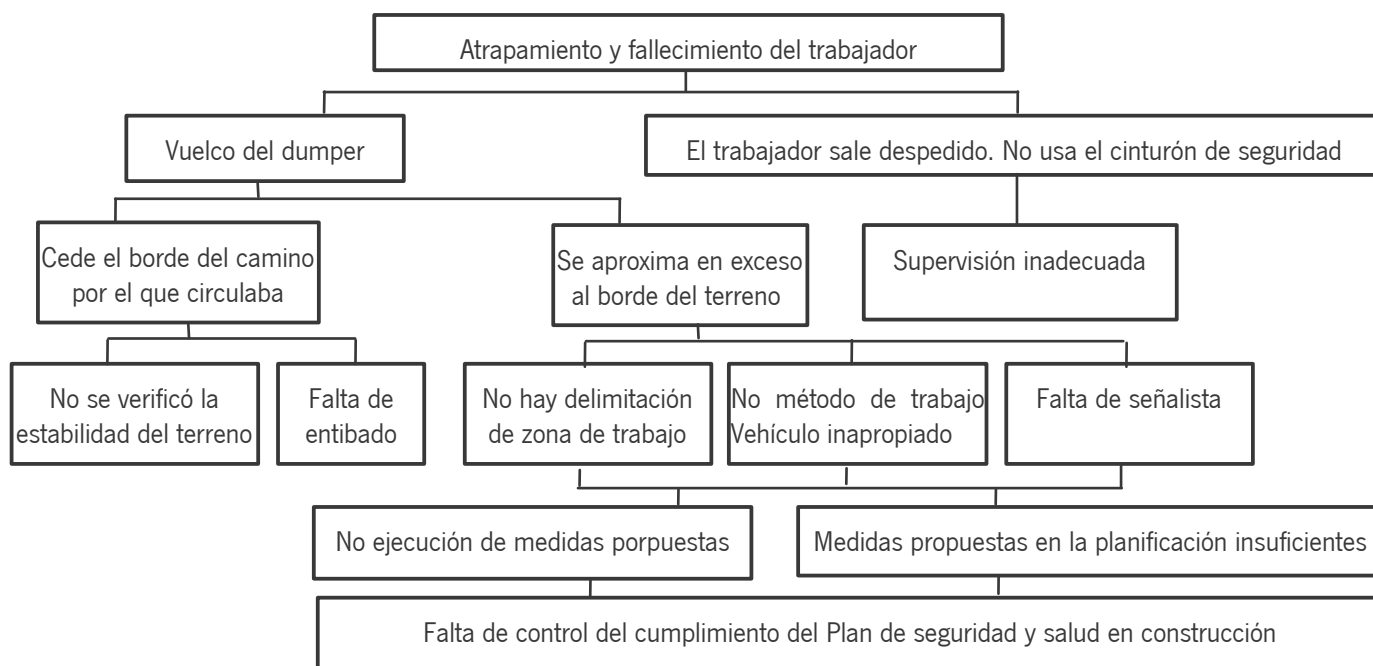 Atrapamiento y fallecimiento del trabajador
Vuelco del dumper
El trabajador sale despedido. No usa el cinturón de seguridad
Cede el borde del camino
por el que circulaba
Se aproxima en exceso
al borde del terreno
Supervisión inadecuada
No se verificó la
estabilidad del terreno
Falta de
entibado
No hay delimitación
de zona de trabajo
No método de trabajo
Vehículo inapropiado
Falta de señalista
No ejecución de medidas porpuestas
Medidas propuestas en la planificación insuficientes
Falta de control del cumplimiento del Plan de seguridad y salud en construcción